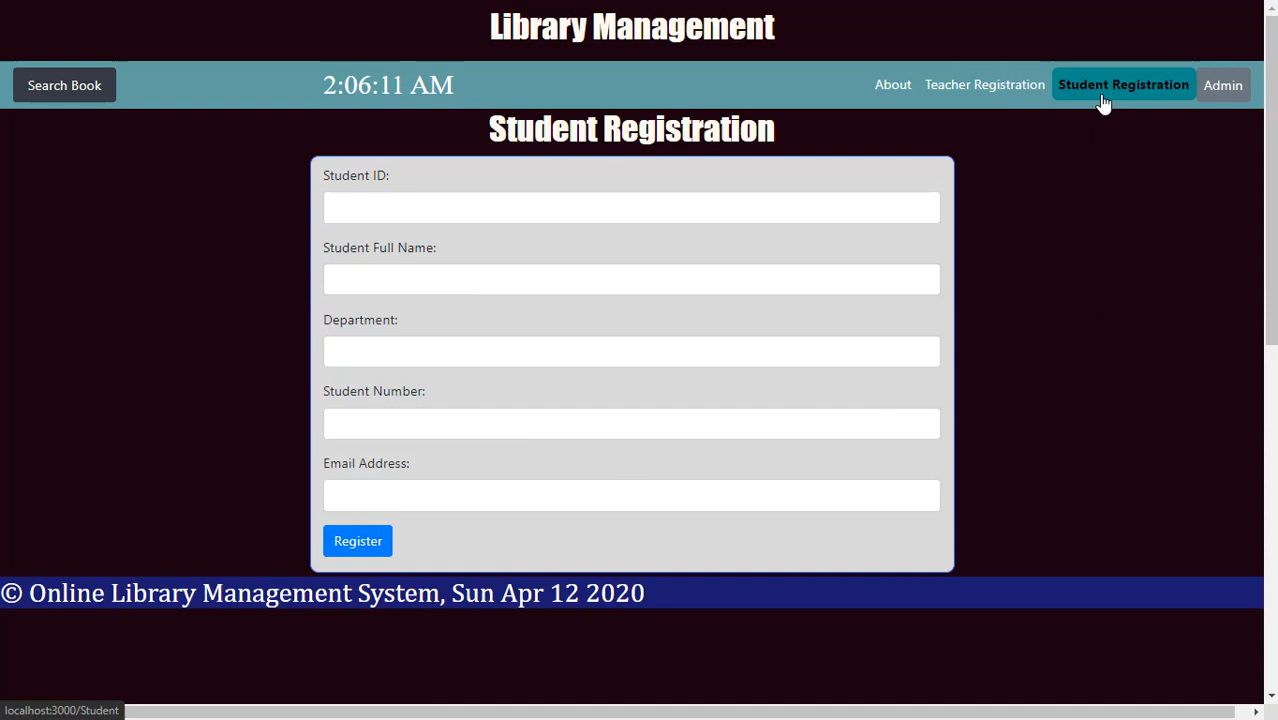 Library Management
Search Book 2:06:11 AM About Teacher Registration Student Registration Admin
Student Registration
Student ID:
Student Full Name:
Department:
Student Number:
Email Address:
Register
© Online Library Management System, Sun Apr 12 2020
localhost:3000/Student